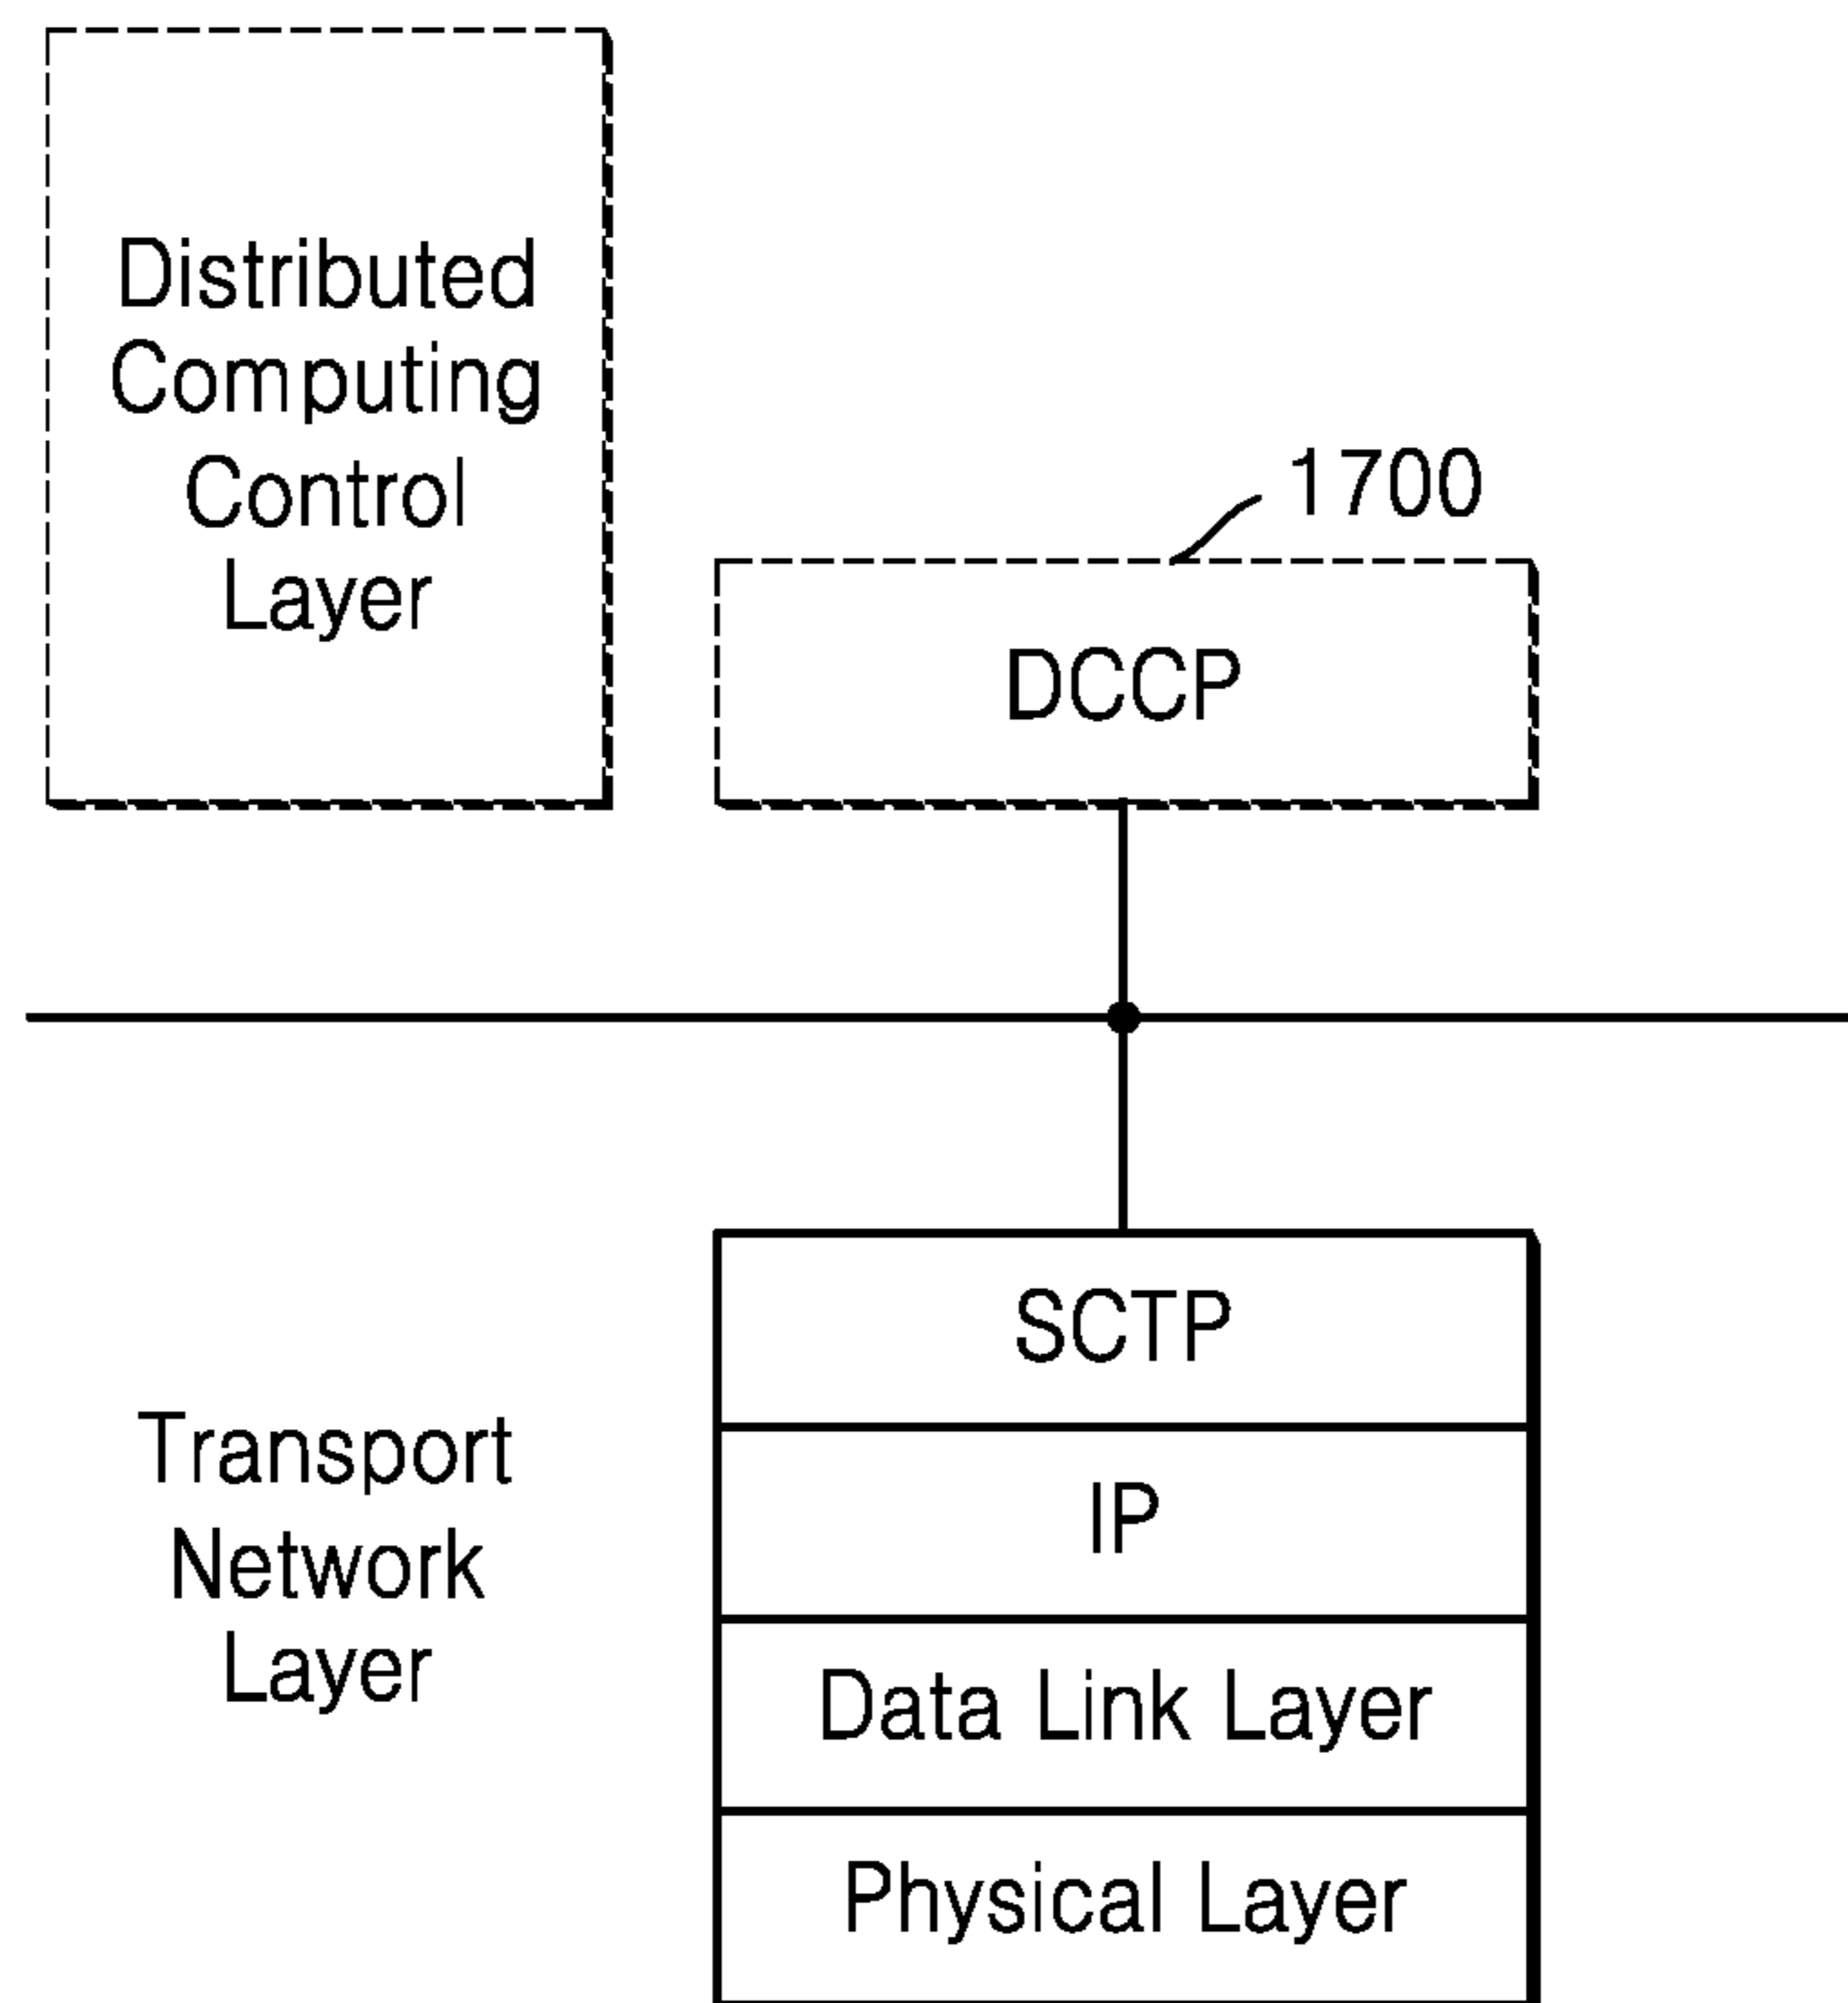 Distributed
Computing
Control
Layer
1700
DCCP
SCTP
Transport
Network
Layer
IP
Data Link Layer
Physical Layer